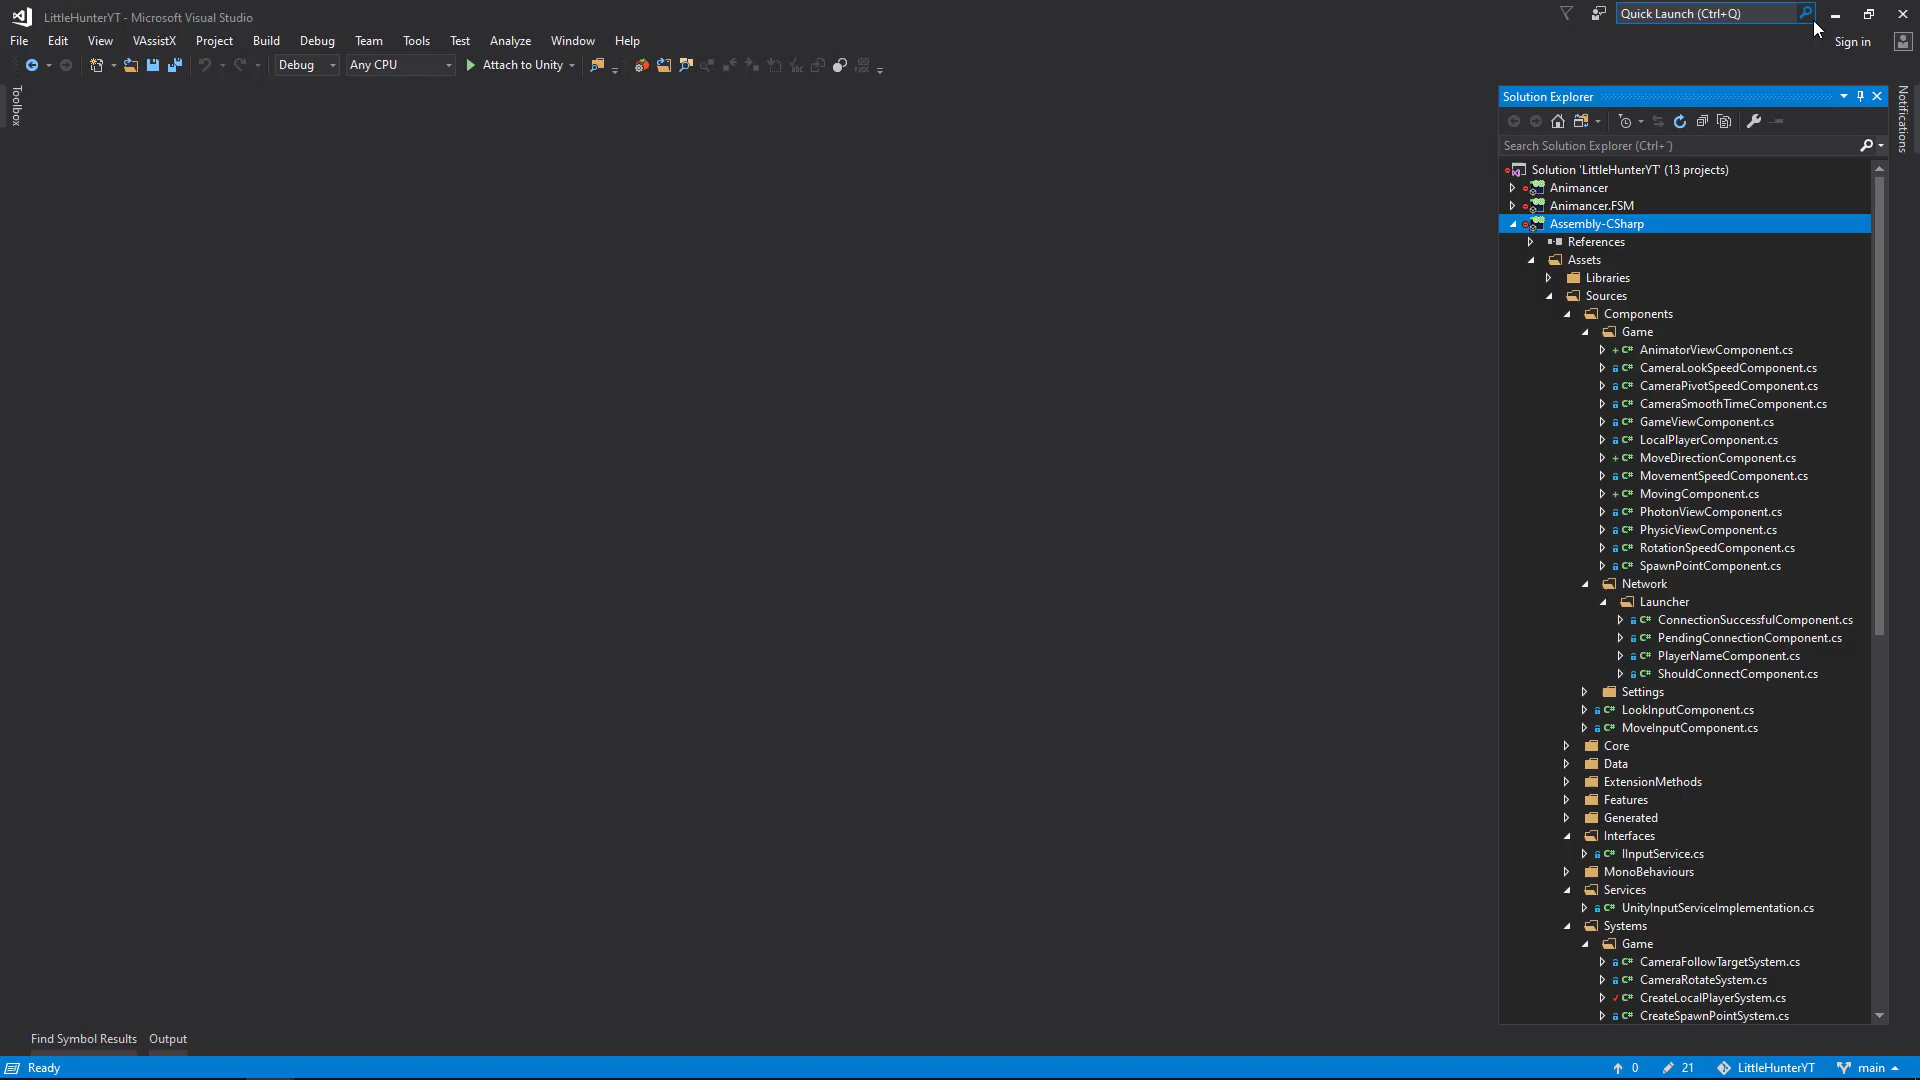 LittleHunterYT - Microsoft Visual Studio
Quick Launch (Ctrl+Q)
File Edit View VAssistX Project Build Debug Team Tools Test Analyze Window Help
Sign in
Debug Any CPU Attach to Unity
Toolbox
Notifications
Solution Explorer
Search Solution Explorer (Ctrl+`)
Solution 'LittleHunterYT' (13 projects)
Animancer
Animancer.FSM
Assembly-CSharp
References
Assets
Libraries
Sources
Components
Game
C# AnimatorViewComponent.cs
C# CameraLookSpeedComponent.cs
C# CameraPivotSpeedComponent.cs
C# CameraSmoothTimeComponent.cs
C# GameViewComponent.cs
C# LocalPlayerComponent.cs
C# MoveDirectionComponent.cs
C# MovementSpeedComponent.cs
C# MovingComponent.cs
C# PhotonViewComponent.cs
C# PhysicViewComponent.cs
C# RotationSpeedComponent.cs
C# SpawnPointComponent.cs
Network
Launcher
C# ConnectionSuccessfulComponent.cs
C# PendingConnectionComponent.cs
C# PlayerNameComponent.cs
C# ShouldConnectComponent.cs
Settings
C# LookInputComponent.cs
C# MoveInputComponent.cs
Core
Data
ExtensionMethods
Features
Generated
Interfaces
C# IInputService.cs
MonoBehaviours
Services
C# UnityInputServiceImplementation.cs
Systems
Game
C# CameraFollowTargetSystem.cs
C# CameraRotateSystem.cs
C# CreateLocalPlayerSystem.cs
C# CreateSpawnPointSystem.cs
Find Symbol Results Output
Ready 0 21 LittleHunterYT main